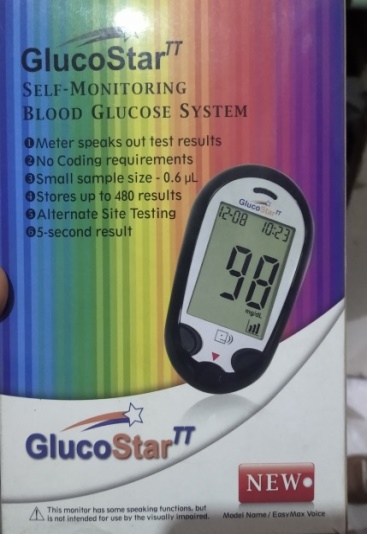 GlucoStar TT
SELF-MONITORING
BLOOD GLUCOSE SYSTEM
❶Meter speaks out test results
❷No Coding requirements
❸Small sample size - 0.6 µL
❹Stores up to 480 results
❺Alternate Site Testing
❻5-second result
GlucoStar TT
12-08 10:23
98
mg/dL
GlucoStar TT
NEW
⚠ This monitor has some speaking functions, but
is not intended for use by the visually impaired.
Model Name / EasyMax Voice